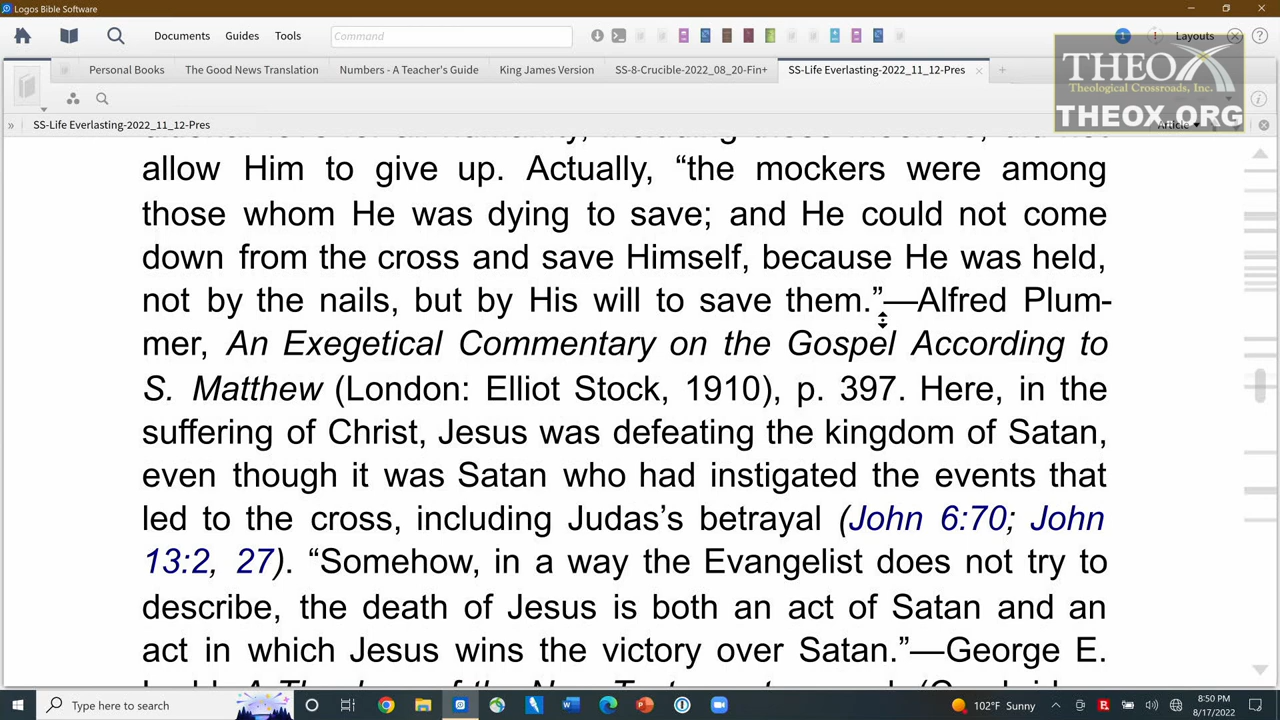 Logos Bible Software
Documents Guides Tools Command 1 Layouts
Personal Books The Good News Translation Numbers - A Teacher's Guide King James Version SS-8-Crucible-2022_08_20-Fin+ SS-Life Everlasting-2022_11_12-Pres
THEOX
Theological Crossroads, Inc.
THEOX.ORG
» SS-Life Everlasting-2022_11_12-Pres Article
allow Him to give up. Actually, “the mockers were among
those whom He was dying to save; and He could not come
down from the cross and save Himself, because He was held,
not by the nails, but by His will to save them.”—Alfred Plum-
mer, An Exegetical Commentary on the Gospel According to
S. Matthew (London: Elliot Stock, 1910), p. 397. Here, in the
suffering of Christ, Jesus was defeating the kingdom of Satan,
even though it was Satan who had instigated the events that
led to the cross, including Judas’s betrayal (John 6:70; John
13:2, 27). “Somehow, in a way the Evangelist does not try to
describe, the death of Jesus is both an act of Satan and an
act in which Jesus wins the victory over Satan.”—George E.
Type here to search 102°F Sunny 8:50 PM
8/17/2022